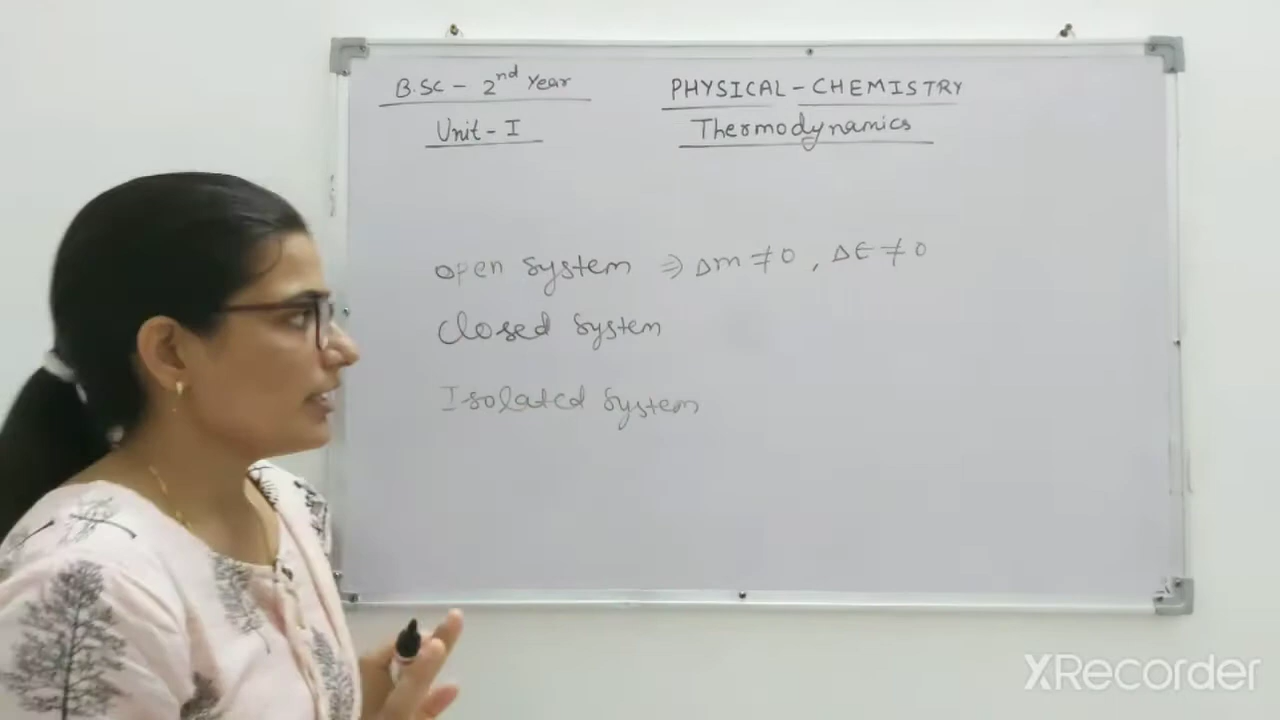 B.Sc - 2nd Year
Unit - I
PHYSICAL - CHEMISTRY
Thermodynamics
open system ⇒ Δm ≠ 0, ΔE ≠ 0
Closed system
Isolated system
XRecorder